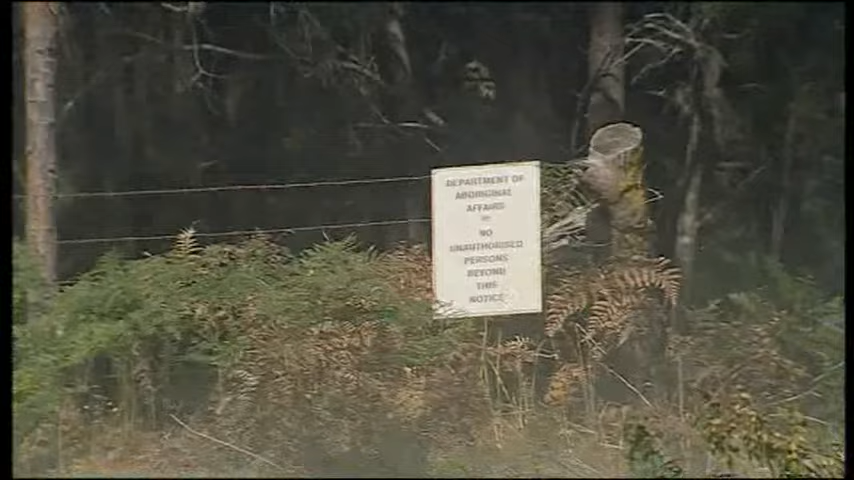 DEPARTMENT OF
ABORIGINAL
AFFAIRS
NO
UNAUTHORISED
PERSONS
BEYOND
THIS
NOTICE